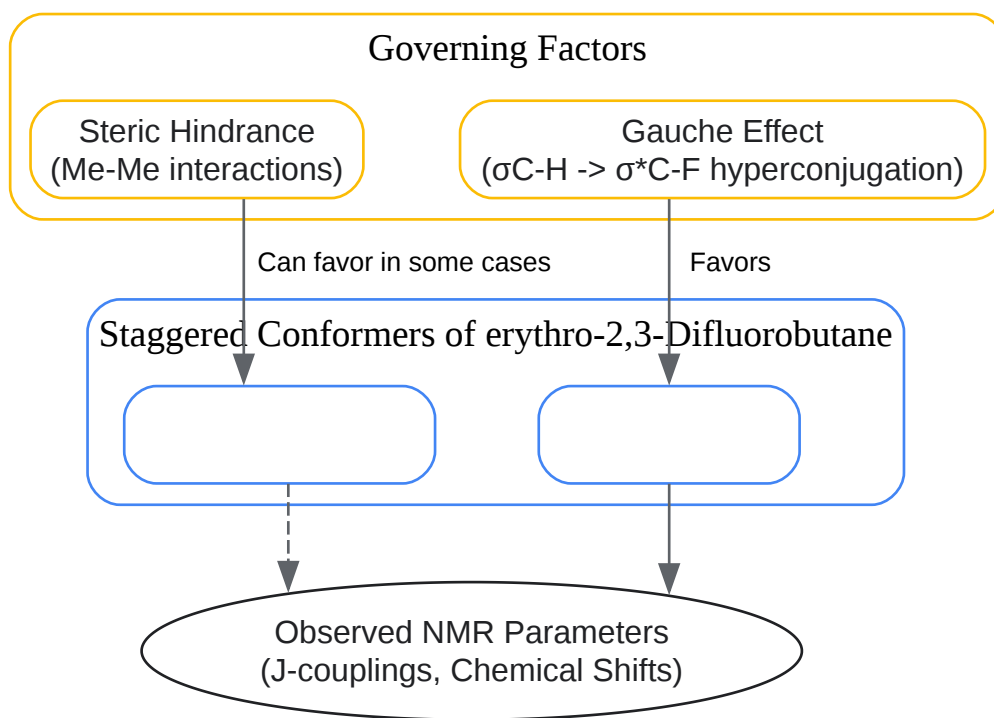 Governing Factors
Steric Hindrance
(Me-Me interactions)
Gauche Effect
(σC-H -> σ*C-F hyperconjugation)
Can favor in some cases
Favors
Staggered Conformers of erythro-2,3-Difluorobutane
Observed NMR Parameters
(J-couplings, Chemical Shifts)